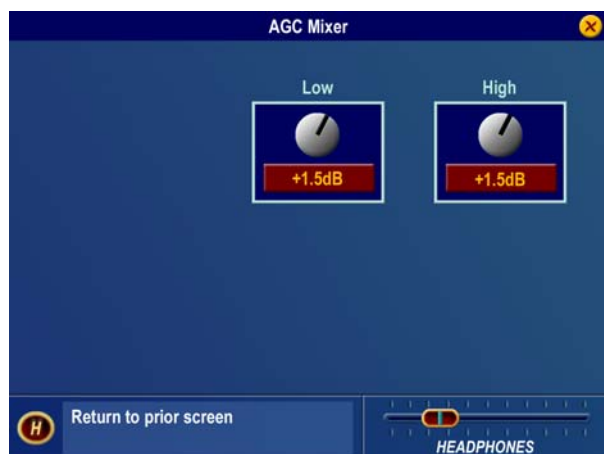 AGC Mixer
Low
High
+1.5dB
+1.5dB
H
Return to prior screen
HEADPHONES